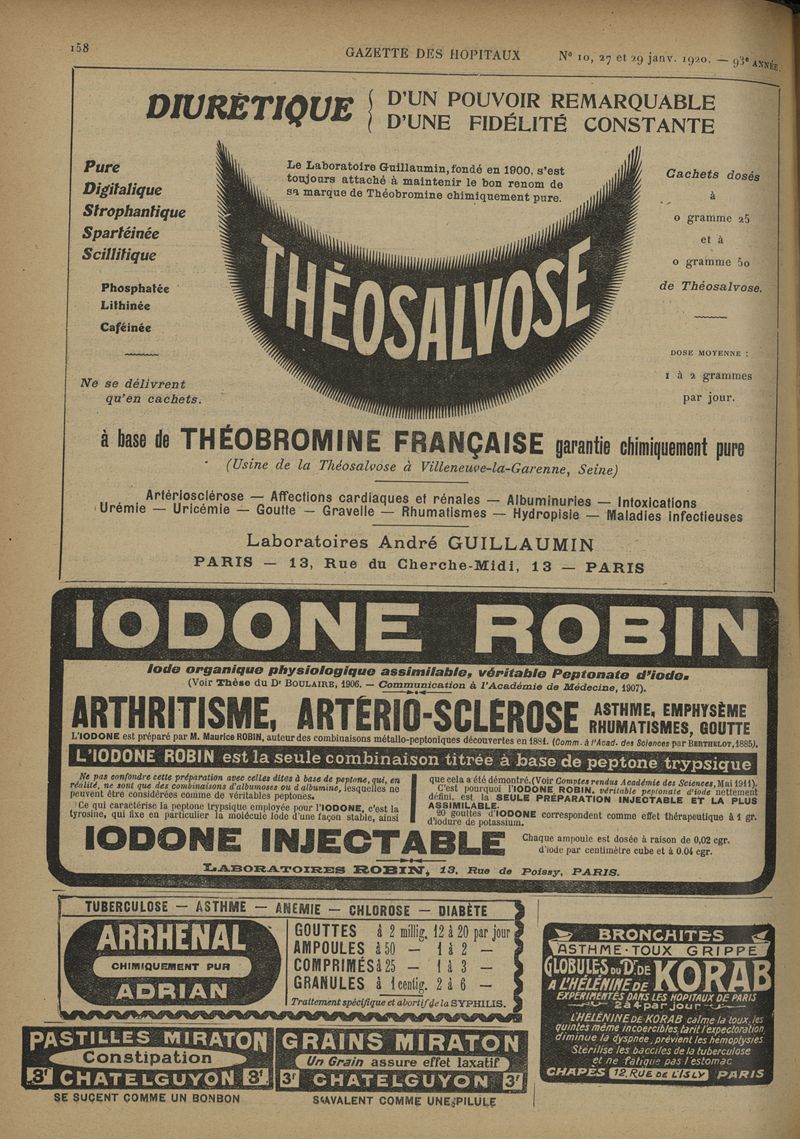 158
GAZETTE DES HOPITAUX
Nº 10, 27 et 29 janv. 1920. — 93e ANNÉE.
DIURÉTIQUE { D'UN POUVOIR REMARQUABLE
D'UNE FIDÉLITÉ CONSTANTE
Pure
Digitalique
Strophantique
Spartéinée
Scillitique
Phosphatée
Lithinée
Caféinée
Ne se délivrent
qu'en cachets.
Le Laboratoire Guillaumin, fondé en 1900, s'est
toujours attaché à maintenir le bon renom de
sa marque de Théobromine chimiquement pure.
THÉOSALVOSE
Cachets dosés
à
0 gramme 25
et à
0 gramme 50
de Théosalvose.
DOSE MOYENNE :
1 à 2 grammes
par jour.
à base de THÉOBROMINE FRANÇAISE garantie chimiquement pure
(Usine de la Théosalvose à Villeneuve-la-Garenne, Seine)
Artériosclérose — Affections cardiaques et rénales — Albuminuries — Intoxications
Urémie — Uricémie — Goutte — Gravelle — Rhumatismes — Hydropisie — Maladies infectieuses
Laboratoires André GUILLAUMIN
PARIS — 13, Rue du Cherche-Midi, 13 — PARIS
IODONE ROBIN
Iode organique physiologique assimilable, véritable Peptonate d'iode.
(Voir Thèse du Dr BOULAIRE, 1906. — Communication à l'Académie de Médecine, 1907).
ARTHRITISME, ARTÉRIO-SCLÉROSE ASTHME, EMPHYSÈME
RHUMATISMES, GOUTTE
L'IODONE est préparé par M. Maurice ROBIN, auteur des combinaisons métallo-peptoniques découvertes en 1881. (Comm. à l'Acad. des Sciences par BERTHELOT, 1885).
L'IODONE ROBIN est la seule combinaison titrée à base de peptone trypsique
Ne pas confondre cette préparation avec celles dites à base de peptone, qui, en
réalité, ne sont que des combinaisons d'albumoses ou d'albumine, lesquelles ne
peuvent être considérées comme de véritables peptones.
Ce qui caractérise la peptone trypsique employée pour l'IODONE, c'est la
tyrosine, qui fixe en particulier la molécule Iode d'une façon stable, ainsi
que cela a été démontré. (Voir Comptes rendus Académie des Sciences, Mai 1911).
C'est pourquoi l'IODONE ROBIN, véritable peptonate d'iode nettement
défini, est la SEULE PRÉPARATION INJECTABLE ET LA PLUS
ASSIMILABLE.
20 gouttes d'IODONE correspondent comme effet thérapeutique à 1 gr.
d'iodure de potassium.
IODONE INJECTABLE
Chaque ampoule est dosée à raison de 0,02 cgr.
d'iode par centimètre cube et à 0.04 cgr.
LABORATOIRES ROBIN, 13, Rue de Poissy, PARIS.
TUBERCULOSE — ASTHME — ANEMIE — CHLOROSE — DIABÈTE
ARRHENAL
CHIMIQUEMENT PUR
ADRIAN
GOUTTES à 2 millig. 12 à 20 par jour
AMPOULES à 50 — 1 à 2 —
COMPRIMÉS à 25 — 1 à 3 —
GRANULES à 1 centig. 2 à 6 —
Traitement spécifique et abortif de la SYPHILIS.
PASTILLES MIRATON
Constipation
3f CHATELGUYON 3f
SE SUCENT COMME UN BONBON
GRAINS MIRATON
Un Grain assure effet laxatif
3f CHATELGUYON 3f
S'AVALENT COMME UNE PILULE
BRONCHITES
ASTHME - TOUX GRIPPE
GLOBULES DU Dr DE KORAB
A L'HÉLÉNINE DE
EXPÉRIMENTÉS DANS LES HOPITAUX DE PARIS
2 à 4 par jour
L'HÉLÉNINE DE KORAB calme la toux, les
quintes même incoercibles, tarit l'expectoration,
diminue la dyspnée, prévient les hémoptysies.
Stérilise les bacciles de la tuberculose
et ne fatigue pas l'estomac
CHAPÈS 12, RUE DE L'ISLY PARIS